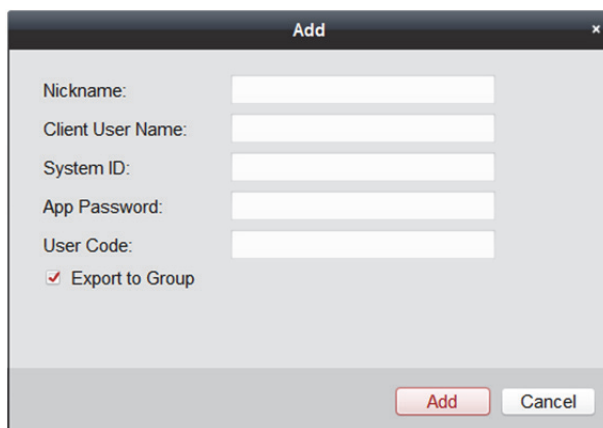 Add
Nickname:
Client User Name:
System ID:
App Password:
User Code:
Export to Group
Add Cancel